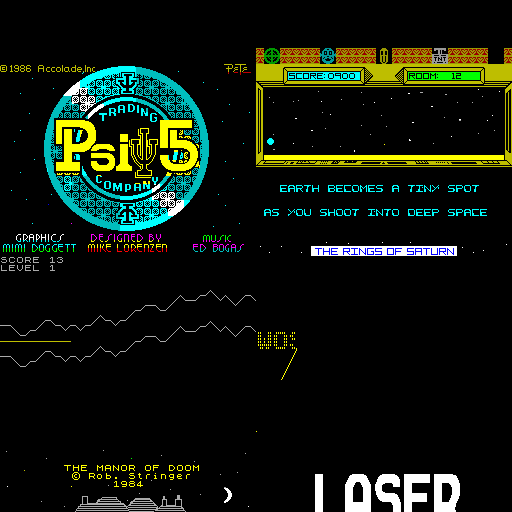 ©1986 Accolade,Inc
PeTe
TRADING
Psi 5
COMPANY
GRAPHICS
MIMI DOGGETT
DESIGNED BY
MIKE LORENZEN
MUSIC
ED BOGAS
SCORE:0900
ROOM: 12
EARTH BECOMES A TINY SPOT
AS YOU SHOOT INTO DEEP SPACE
THE RINGS OF SATURN
SCORE 13
LEVEL 1
THE MANOR OF DOOM
© Rob. Stringer
1984
LASER